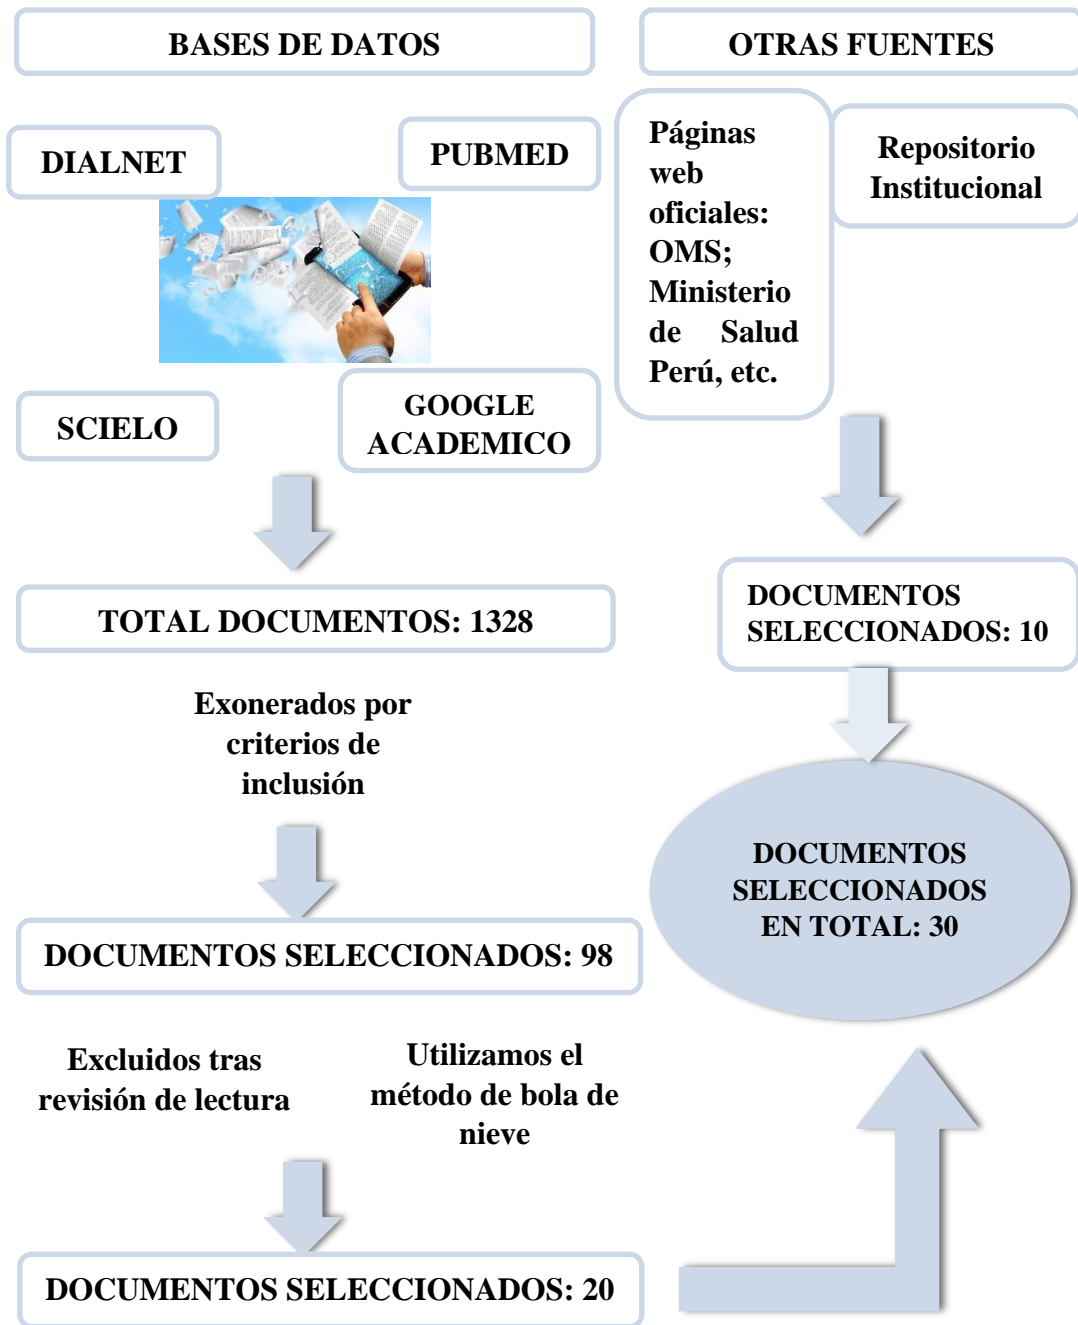 BASES DE DATOS
OTRAS FUENTES
DIALNET
PUBMED
SCIELO
GOOGLE
ACADEMICO
Páginas
web
oficiales:
OMS;
Ministerio
de Salud
Perú, etc.
Repositorio
Institucional
TOTAL DOCUMENTOS: 1328
DOCUMENTOS
SELECCIONADOS: 10
Exonerados por
criterios de
inclusión
DOCUMENTOS SELECCIONADOS: 98
Excluidos tras
revisión de lectura
Utilizamos el
método de bola de
nieve
DOCUMENTOS SELECCIONADOS: 20
DOCUMENTOS
SELECCIONADOS
EN TOTAL: 30